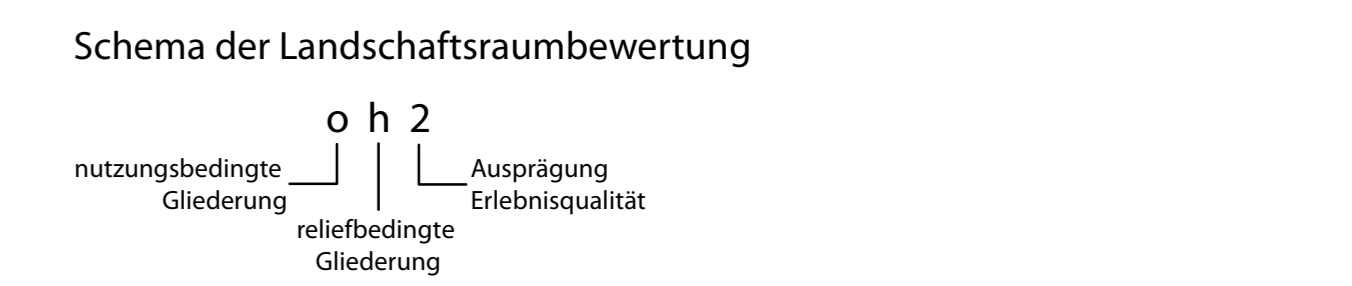 Schema der Landschaftsraumbewertung
o h 2
nutzungsbedingte
Gliederung
reliefbedingte
Gliederung
Ausprägung
Erlebnisqualität